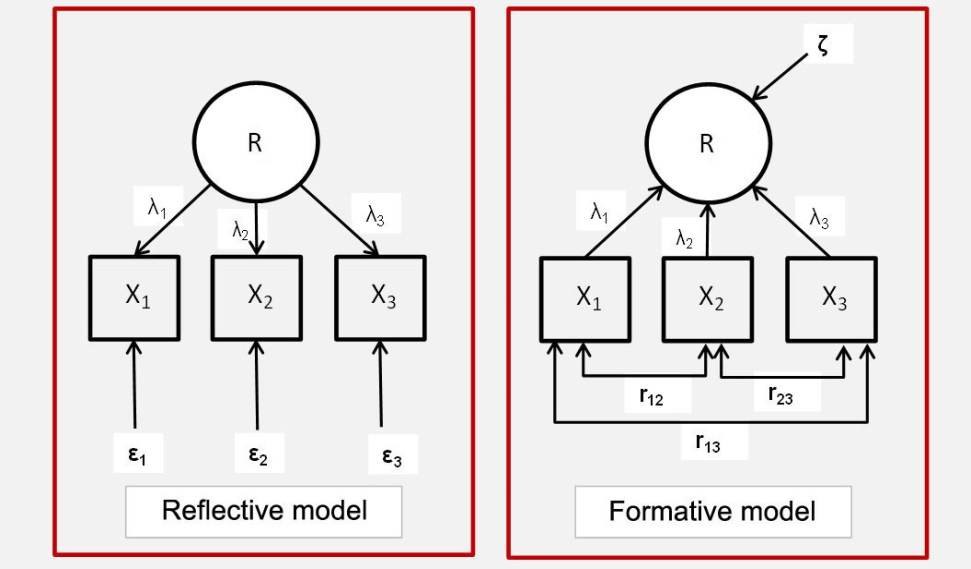 R
λ1
λ2
λ3
X1
X2
X3
ε1
ε2
ε3
Reflective model
ζ
R
λ1
λ2
λ3
X1
X2
X3
r12
r23
r13
Formative model